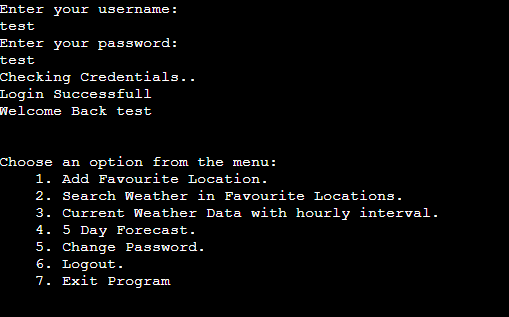 Enter your username:
test
Enter your password:
test
Checking Credentials..
Login Successfull
Welcome Back test
Choose an option from the menu:
1. Add Favourite Location.
2. Search Weather in Favourite Locations.
3. Current Weather Data with hourly interval.
4. 5 Day Forecast.
5. Change Password.
6. Logout.
7. Exit Program